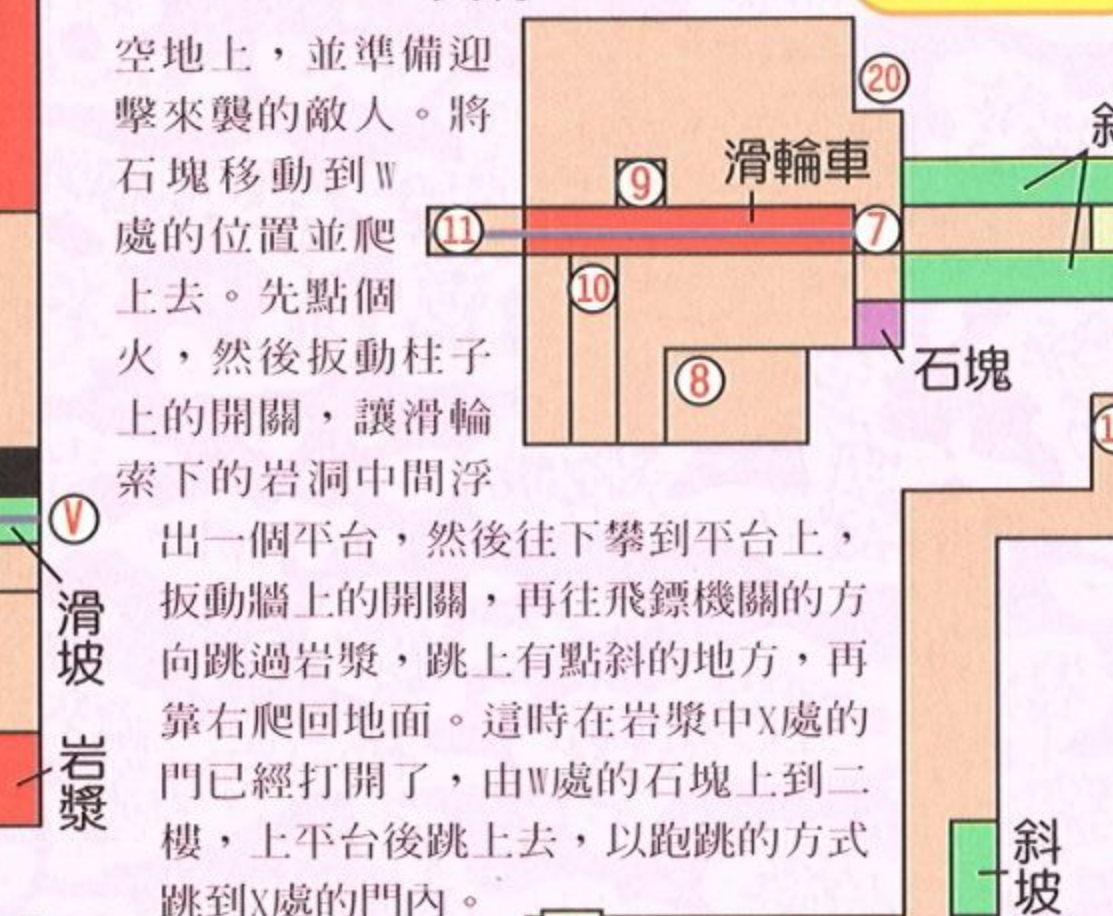 空地上，並準備迎
擊來襲的敵人。將
石塊移動到W
處的位置並爬
上去。先點個
火，然後扳動柱子
上的開關，讓滑輪
索下的岩洞中間浮
出一個平台，然後往下攀到平台上，
扳動牆上的開關，再往飛鏢機關的方
向跳過岩漿，跳上有點斜的地方，再
靠右爬回地面。這時在岩漿中X處的
門已經打開了，由W處的石塊上到二
樓，上平台後跳上去，以跑跳的方式
跳到X處的門內。
20
9
滑輪車
11
7
10
8
石塊
斜
V
滑坡
岩漿
斜坡